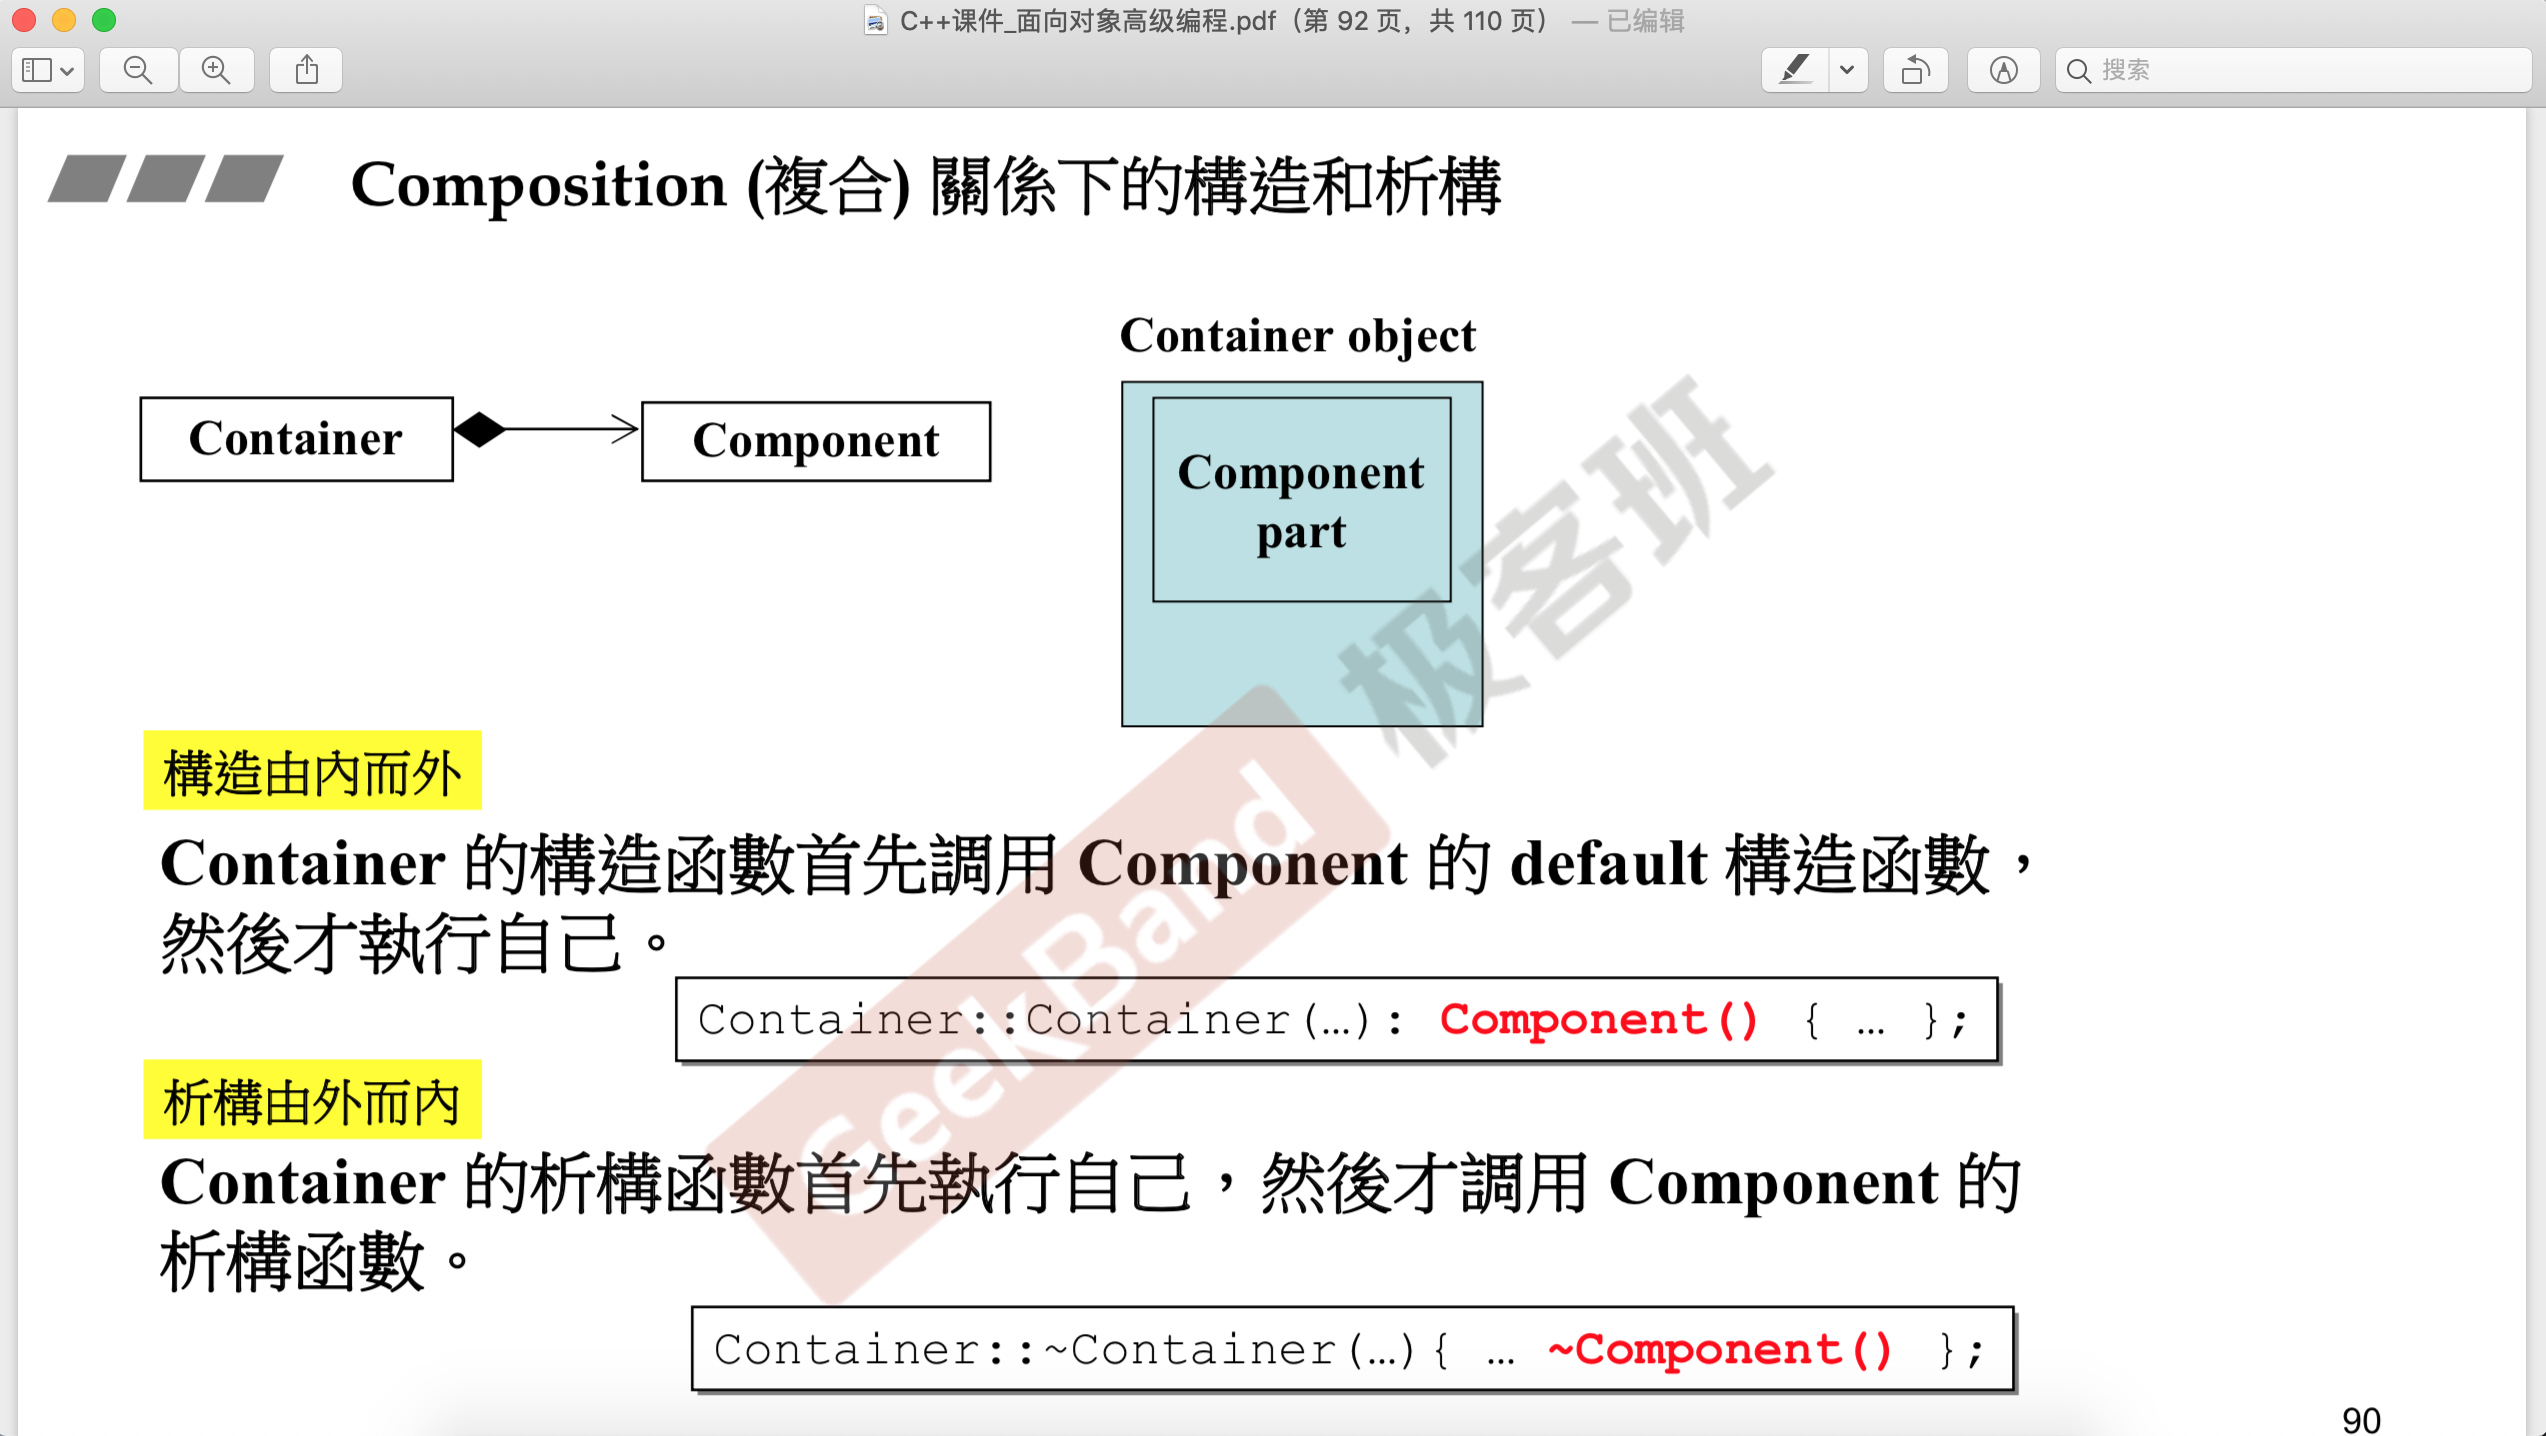 C++课件_面向对象高级编程.pdf（第 92 页，共 110 页） — 已编辑
搜索
Composition (複合) 關係下的構造和析構
Container object
Container
Component
Component
part
極客班
GeekBand
構造由內而外
Container 的構造函數首先調用 Component 的 default 構造函數，
然後才執行自己。
Container::Container(…): Component() { … };
析構由外而內
Container 的析構函數首先執行自己，然後才調用 Component 的
析構函數。
Container::~Container(…){ … ~Component() };
90